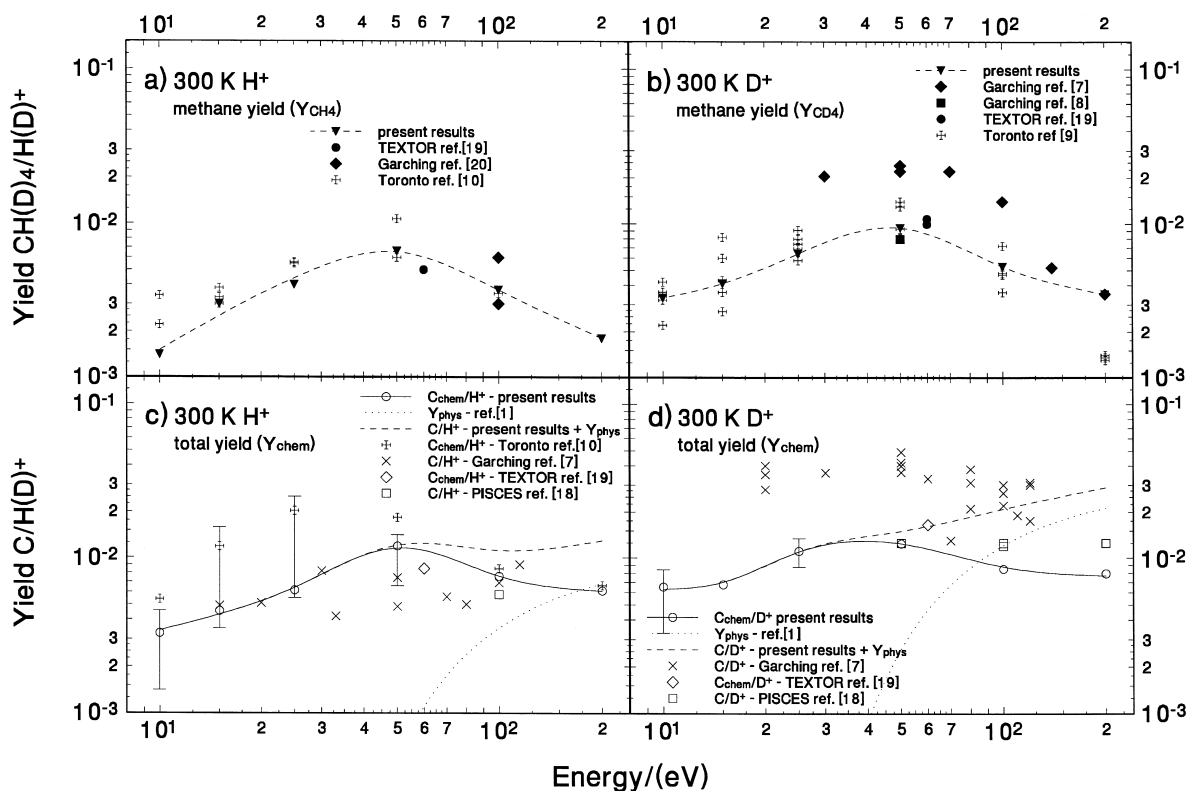 10¹ 2 3 4 5 6 7 10² 2
10¹ 2 3 4 5 6 7 10² 2
Yield CH(D)₄/H(D)⁺
10⁻¹
10⁻²
3
2
10⁻³
a) 300 K H⁺
methane yield (Y_CH4)
present results
TEXTOR ref.[19]
Garching ref. [20]
Toronto ref. [10]
b) 300 K D⁺
methane yield (Y_CD4)
present results
Garching ref. [7]
Garching ref. [8]
TEXTOR ref. [19]
Toronto ref [9]
10⁻¹
3
2
10⁻²
3
2
10⁻³
Yield C/H(D)⁺
10⁻¹
10⁻²
3
2
10⁻³
c) 300 K H⁺
total yield (Y_chem)
C_chem/H⁺ - present results
Y_phys - ref.[1]
C/H⁺ - present results + Y_phys
C_chem/H⁺ - Toronto ref.[10]
C/H⁺ - Garching ref. [7]
C_chem/H⁺ - TEXTOR ref. [19]
C/H⁺ - PISCES ref. [18]
d) 300 K D⁺
total yield (Y_chem)
C_chem/D⁺ present results
Y_phys - ref.[1]
C/D⁺ - present results + Y_phys
C/D⁺ - Garching ref. [7]
C_chem/D⁺ - TEXTOR ref. [19]
C/D⁺ - PISCES ref. [18]
10⁻¹
3
2
10⁻²
3
2
10⁻³
10¹ 2 3 4 5 6 7 10² 2
10¹ 2 3 4 5 6 7 10² 2
Energy/(eV)